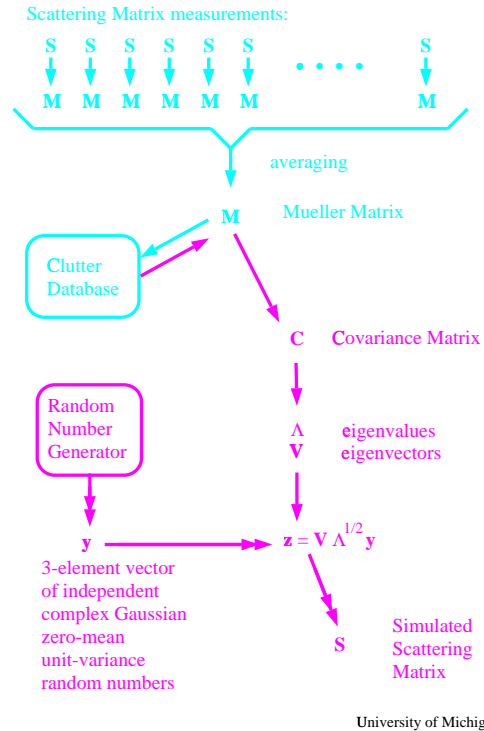 Scattering Matrix measurements:
S S S S S S . . . . S
M M M M M M M
averaging
M Mueller Matrix
Clutter
Database
C Covariance Matrix
Random
Number
Generator
Λ eigenvalues
V eigenvectors
y
z = V Λ^1/2 y
3-element vector
of independent
complex Gaussian
zero-mean
unit-variance
random numbers
S
Simulated
Scattering
Matrix
University of Michig